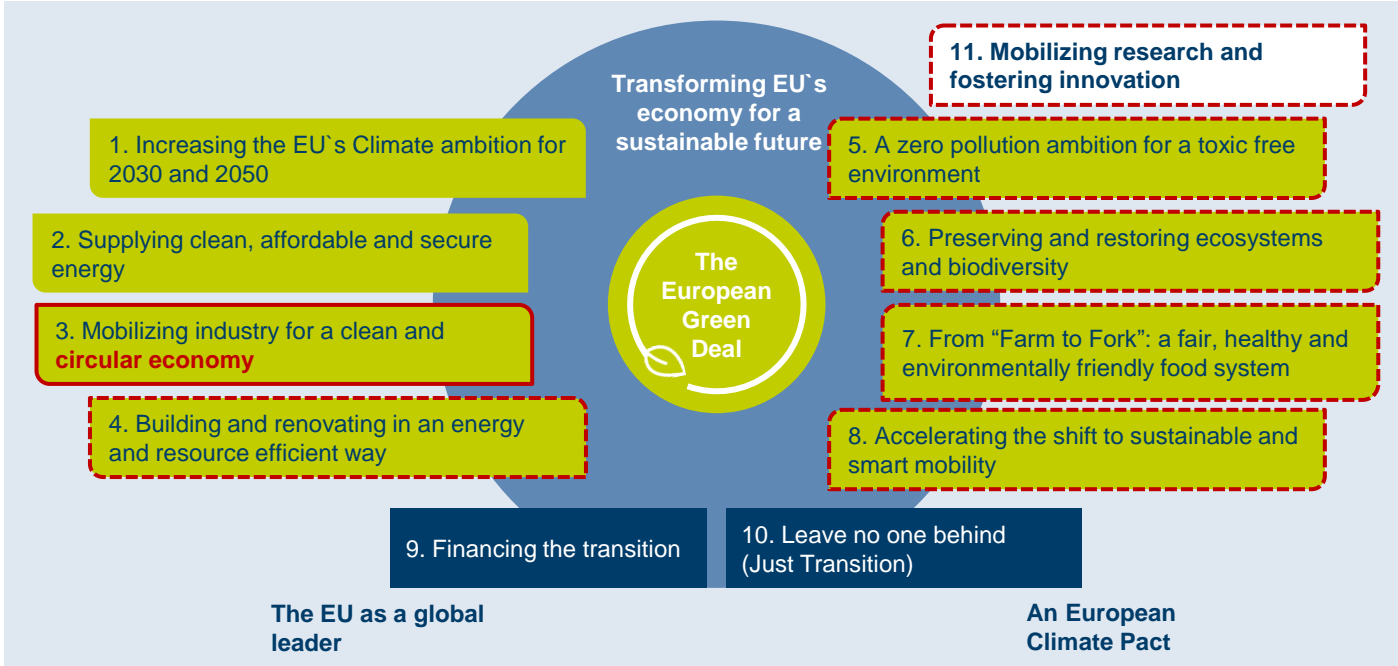 Transforming EU`s
economy for a
sustainable future
11. Mobilizing research and
fostering innovation
1. Increasing the EU`s Climate ambition for
2030 and 2050
2. Supplying clean, affordable and secure
energy
3. Mobilizing industry for a clean and
circular economy
4. Building and renovating in an energy
and resource efficient way
The
European
Green
Deal
5. A zero pollution ambition for a toxic free
environment
6. Preserving and restoring ecosystems
and biodiversity
7. From “Farm to Fork”: a fair, healthy and
environmentally friendly food system
8. Accelerating the shift to sustainable and
smart mobility
9. Financing the transition
10. Leave no one behind
(Just Transition)
The EU as a global
leader
An European
Climate Pact